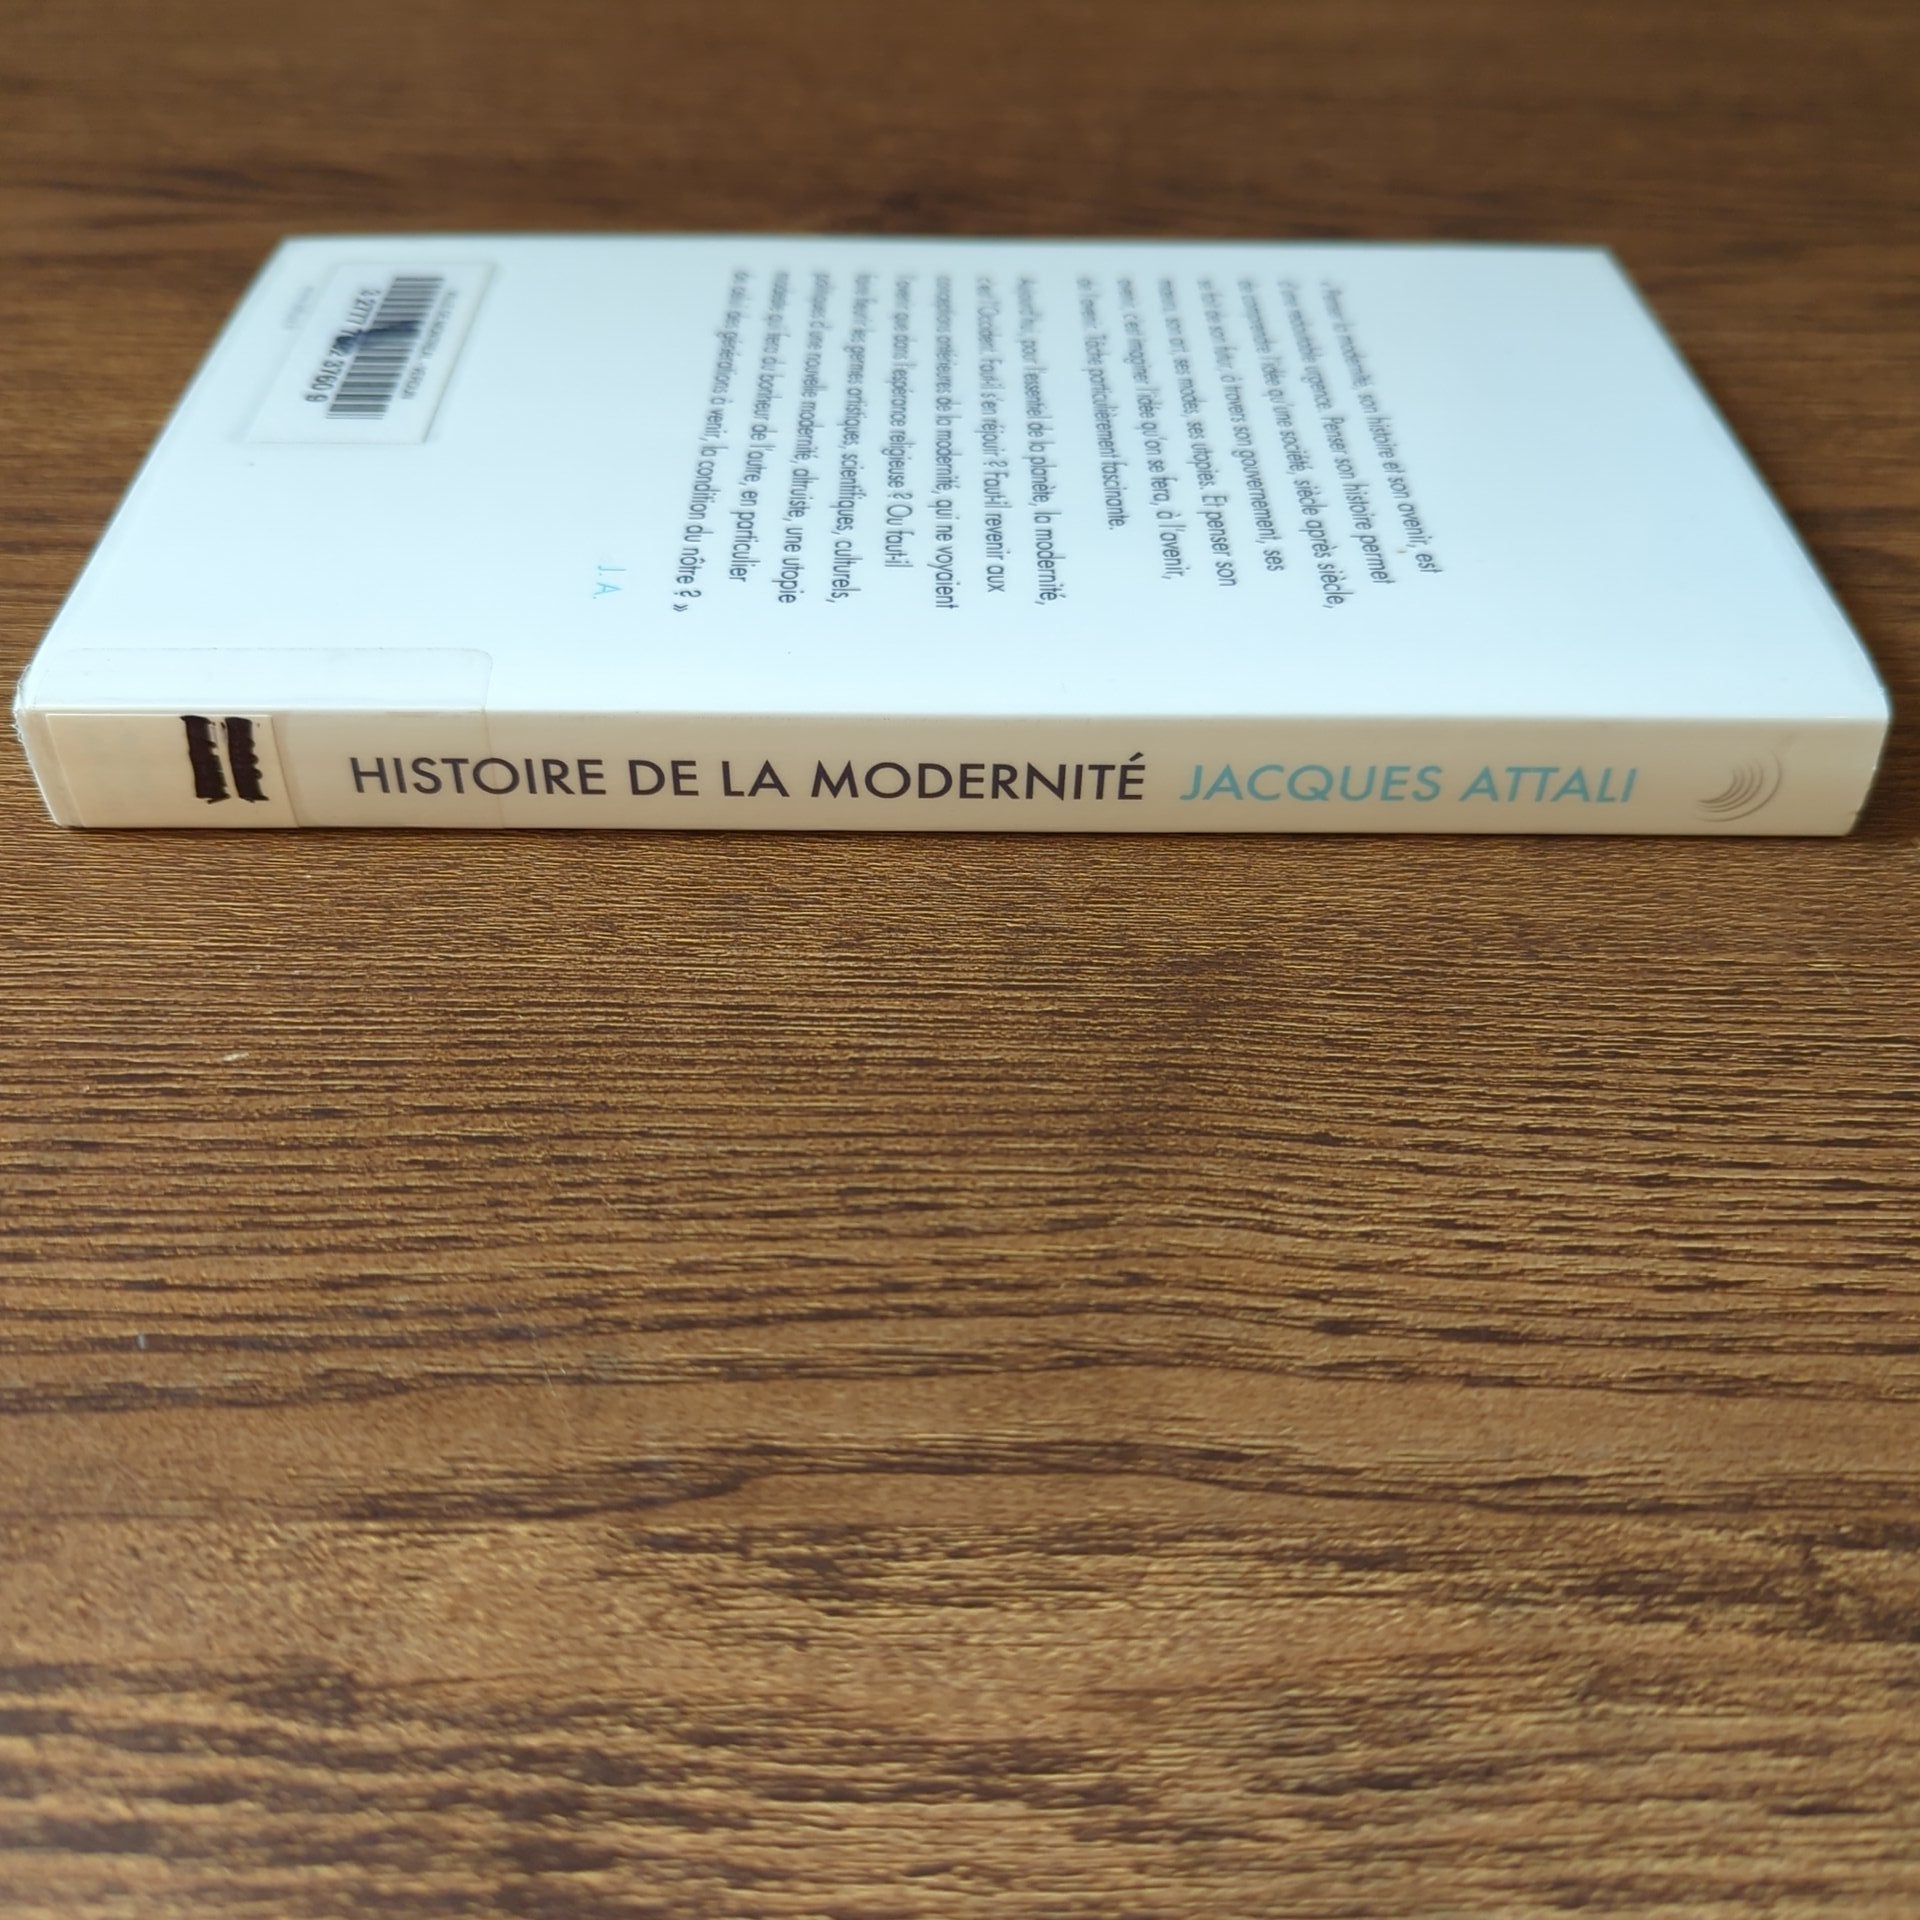 HISTOIRE DE LA MODERNITÉ JACQUES ATTALI
« Penser la modernité, son histoire et son avenir, est
d'une inéluctable urgence. Penser son histoire permet
de comprendre l'idée qu'une société, siècle après siècle,
se fait de son futur, à travers son gouvernement, ses
mœurs, son art, ses modes, ses utopies. Et penser son
avenir, c'est imaginer l'idée qu'on se fera, à l'avenir,
de l'avenir. Tâche particulièrement fascinante.
Aujourd'hui, pour l'essentiel de la planète, la modernité,
c'est l'Occident. Faut-il s'en réjouir ? Faut-il revenir aux
conceptions antérieures de la modernité, qui ne voyaient
l'avenir que dans l'espérance religieuse ? Ou faut-il
faire fleurir les germes artistiques, scientifiques, culturels,
politiques d'une nouvelle modernité, altruiste, une utopie
modeste qui fera du bonheur de l'autre, en particulier
de celui des générations à venir, la condition du nôtre ? »
J. A.
3 2777